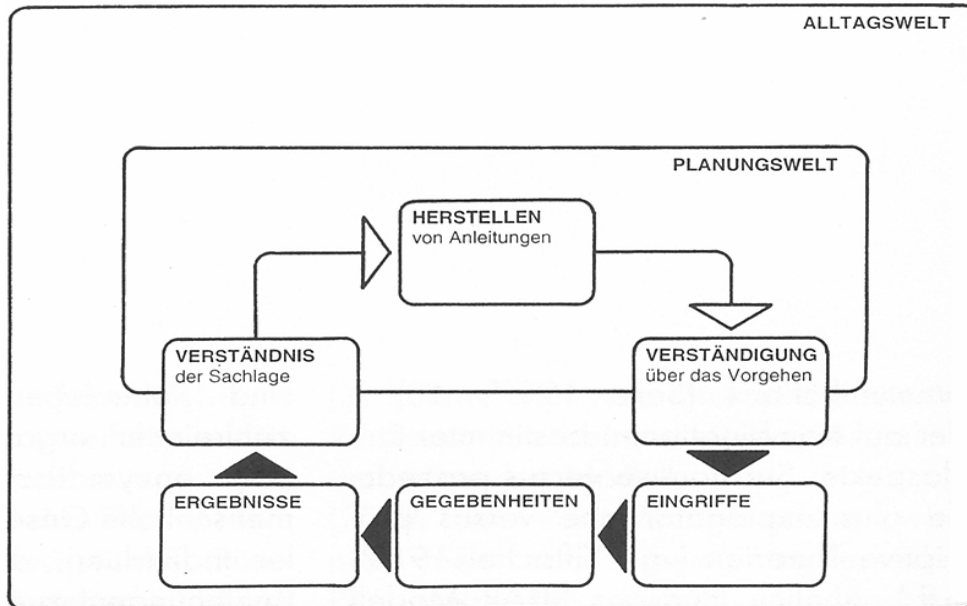 ALLTAGSWELT
PLANUNGSWELT
HERSTELLEN
von Anleitungen
VERSTÄNDNIS
der Sachlage
VERSTÄNDIGUNG
über das Vorgehen
ERGEBNISSE
GEGEBENHEITEN
EINGRIFFE